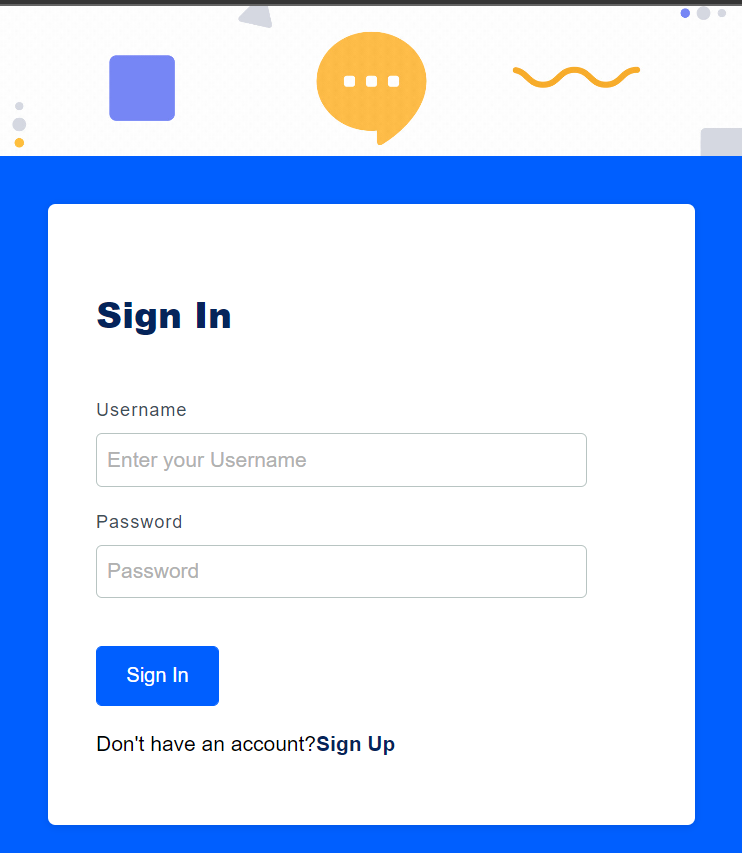 Sign In
Username
Enter your Username
Password
Password
Sign In
Don't have an account?Sign Up